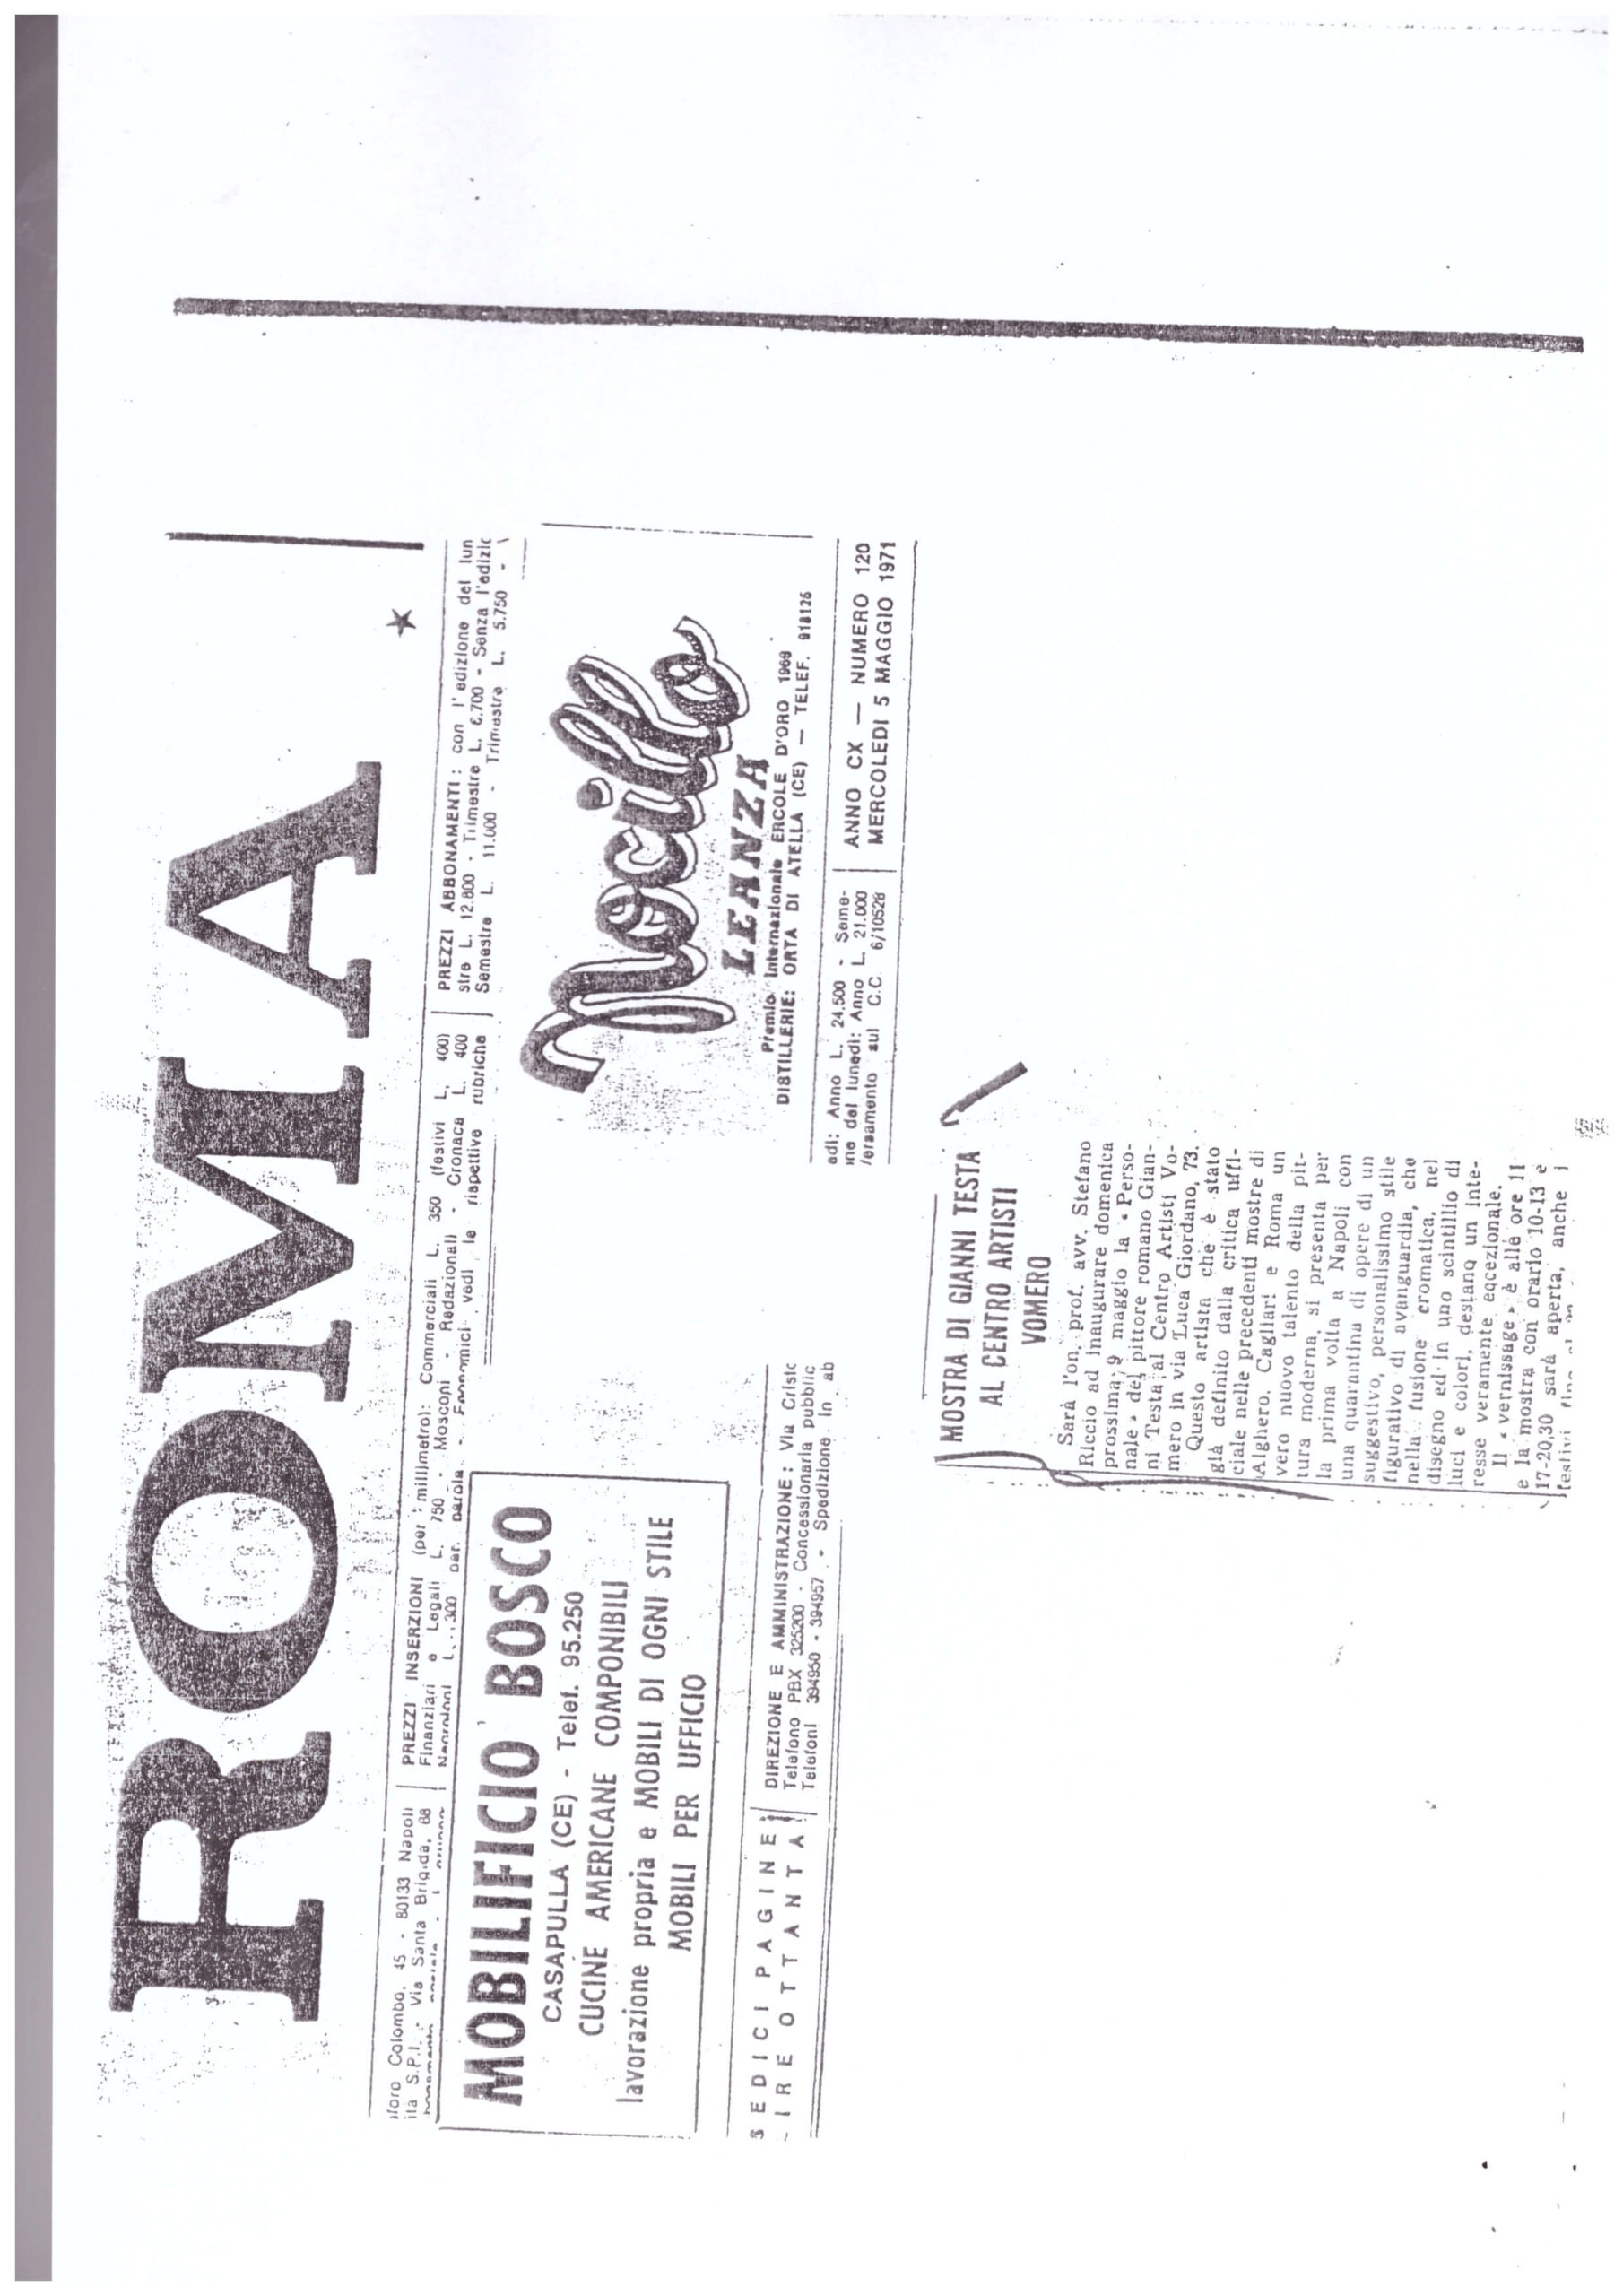 ROMA
Colombo, 45 - 80133 Napoli
S.P.I. - Via Santa Brigida, 68
PREZZI INSERZIONI (per millimetro): Commerciali L. 350 (festivi L. 400)
Finanziari e Legali L. 750 - Mosconi - Redazionali - Cronaca L. 400
L. 300 par. parola - Economici vedi le rispettive rubriche
PREZZI ABBONAMENTI: con l'edizione del lun
stre L. 12.800 - Trimestre L. 6.700 - Senza l'edizic
Semestre L. 11.000 - Trimestre L. 5.750 -
MOBILIFICIO BOSCO
CASAPULLA (CE) - Telef. 95.250
CUCINE AMERICANE COMPONIBILI
lavorazione propria e MOBILI DI OGNI STILE
MOBILI PER UFFICIO
Nocillo
LEANZA
Premio Internazionale ERCOLE D'ORO 1969
DISTILLERIE: ORTA DI ATELLA (CE) — TELEF. 918126
SEDICI PAGINE
IRE OTTANTA
DIREZIONE E AMMINISTRAZIONE: Via Cristo
Telefono PBX 325200 - Concessionaria pubblic
Telefoni 394950 - 394957 - Spedizione in ab
edì: Anno L. 24.500 - Seme-
one del lunedì: Anno L. 21.000
Versamento sul C.C. 6/10528
ANNO CX — NUMERO 120
MERCOLEDI 5 MAGGIO 1971
MOSTRA DI GIANNI TESTA
AL CENTRO ARTISTI
VOMERO
Sarà l'on. prof. avv. Stefano
Riccio ad inaugurare domenica
prossima, 9 maggio la « Perso-
nale » del pittore romano Gian-
ni Testa al Centro Artisti Vo-
mero in via Luca Giordano, 73.
Questo artista che è stato
già definito dalla critica uffi-
ciale nelle precedenti mostre di
Alghero, Cagliari e Roma un
vero nuovo talento della pit-
tura moderna, si presenta per
la prima volta a Napoli con
una quarantina di opere di un
suggestivo, personalissimo stile
figurativo di avanguardia, che
nella fusione cromatica, nel
disegno ed in uno scintillio di
luci e colori, destano un inte-
resse veramente eccezionale.
Il « vernissage » è alle ore 11
e la mostra con orario 10-13 e
17-20,30 sarà aperta, anche i
festivi fino al